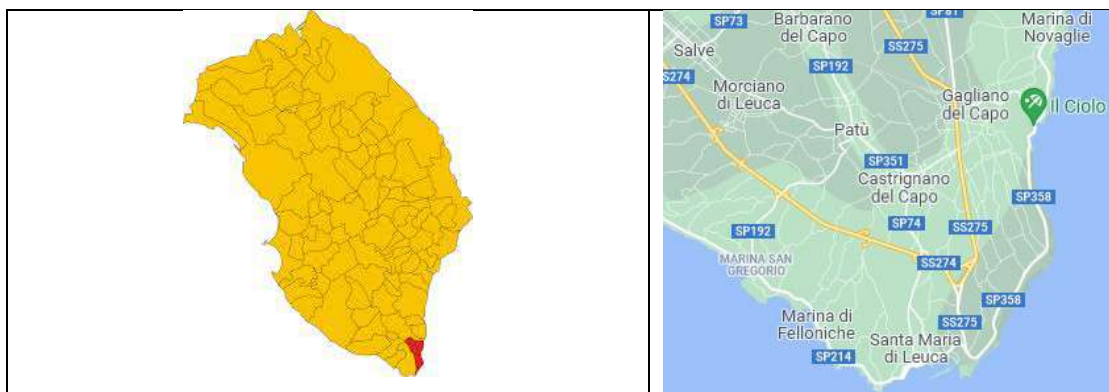 SP73
Barbarano
del Capo
SP81
Marina di
Novaglie
Salve
SS275
SP192
SS274
Morciano
di Leuca
Gagliano
del Capo
Il Ciolo
Patù
SP351
Castrignano
del Capo
SP358
SP74
SP192
SS275
MARINA SAN
GREGORIO
SS274
SP358
Marina di
Felloniche
SS275
Santa Maria
di Leuca
SP214